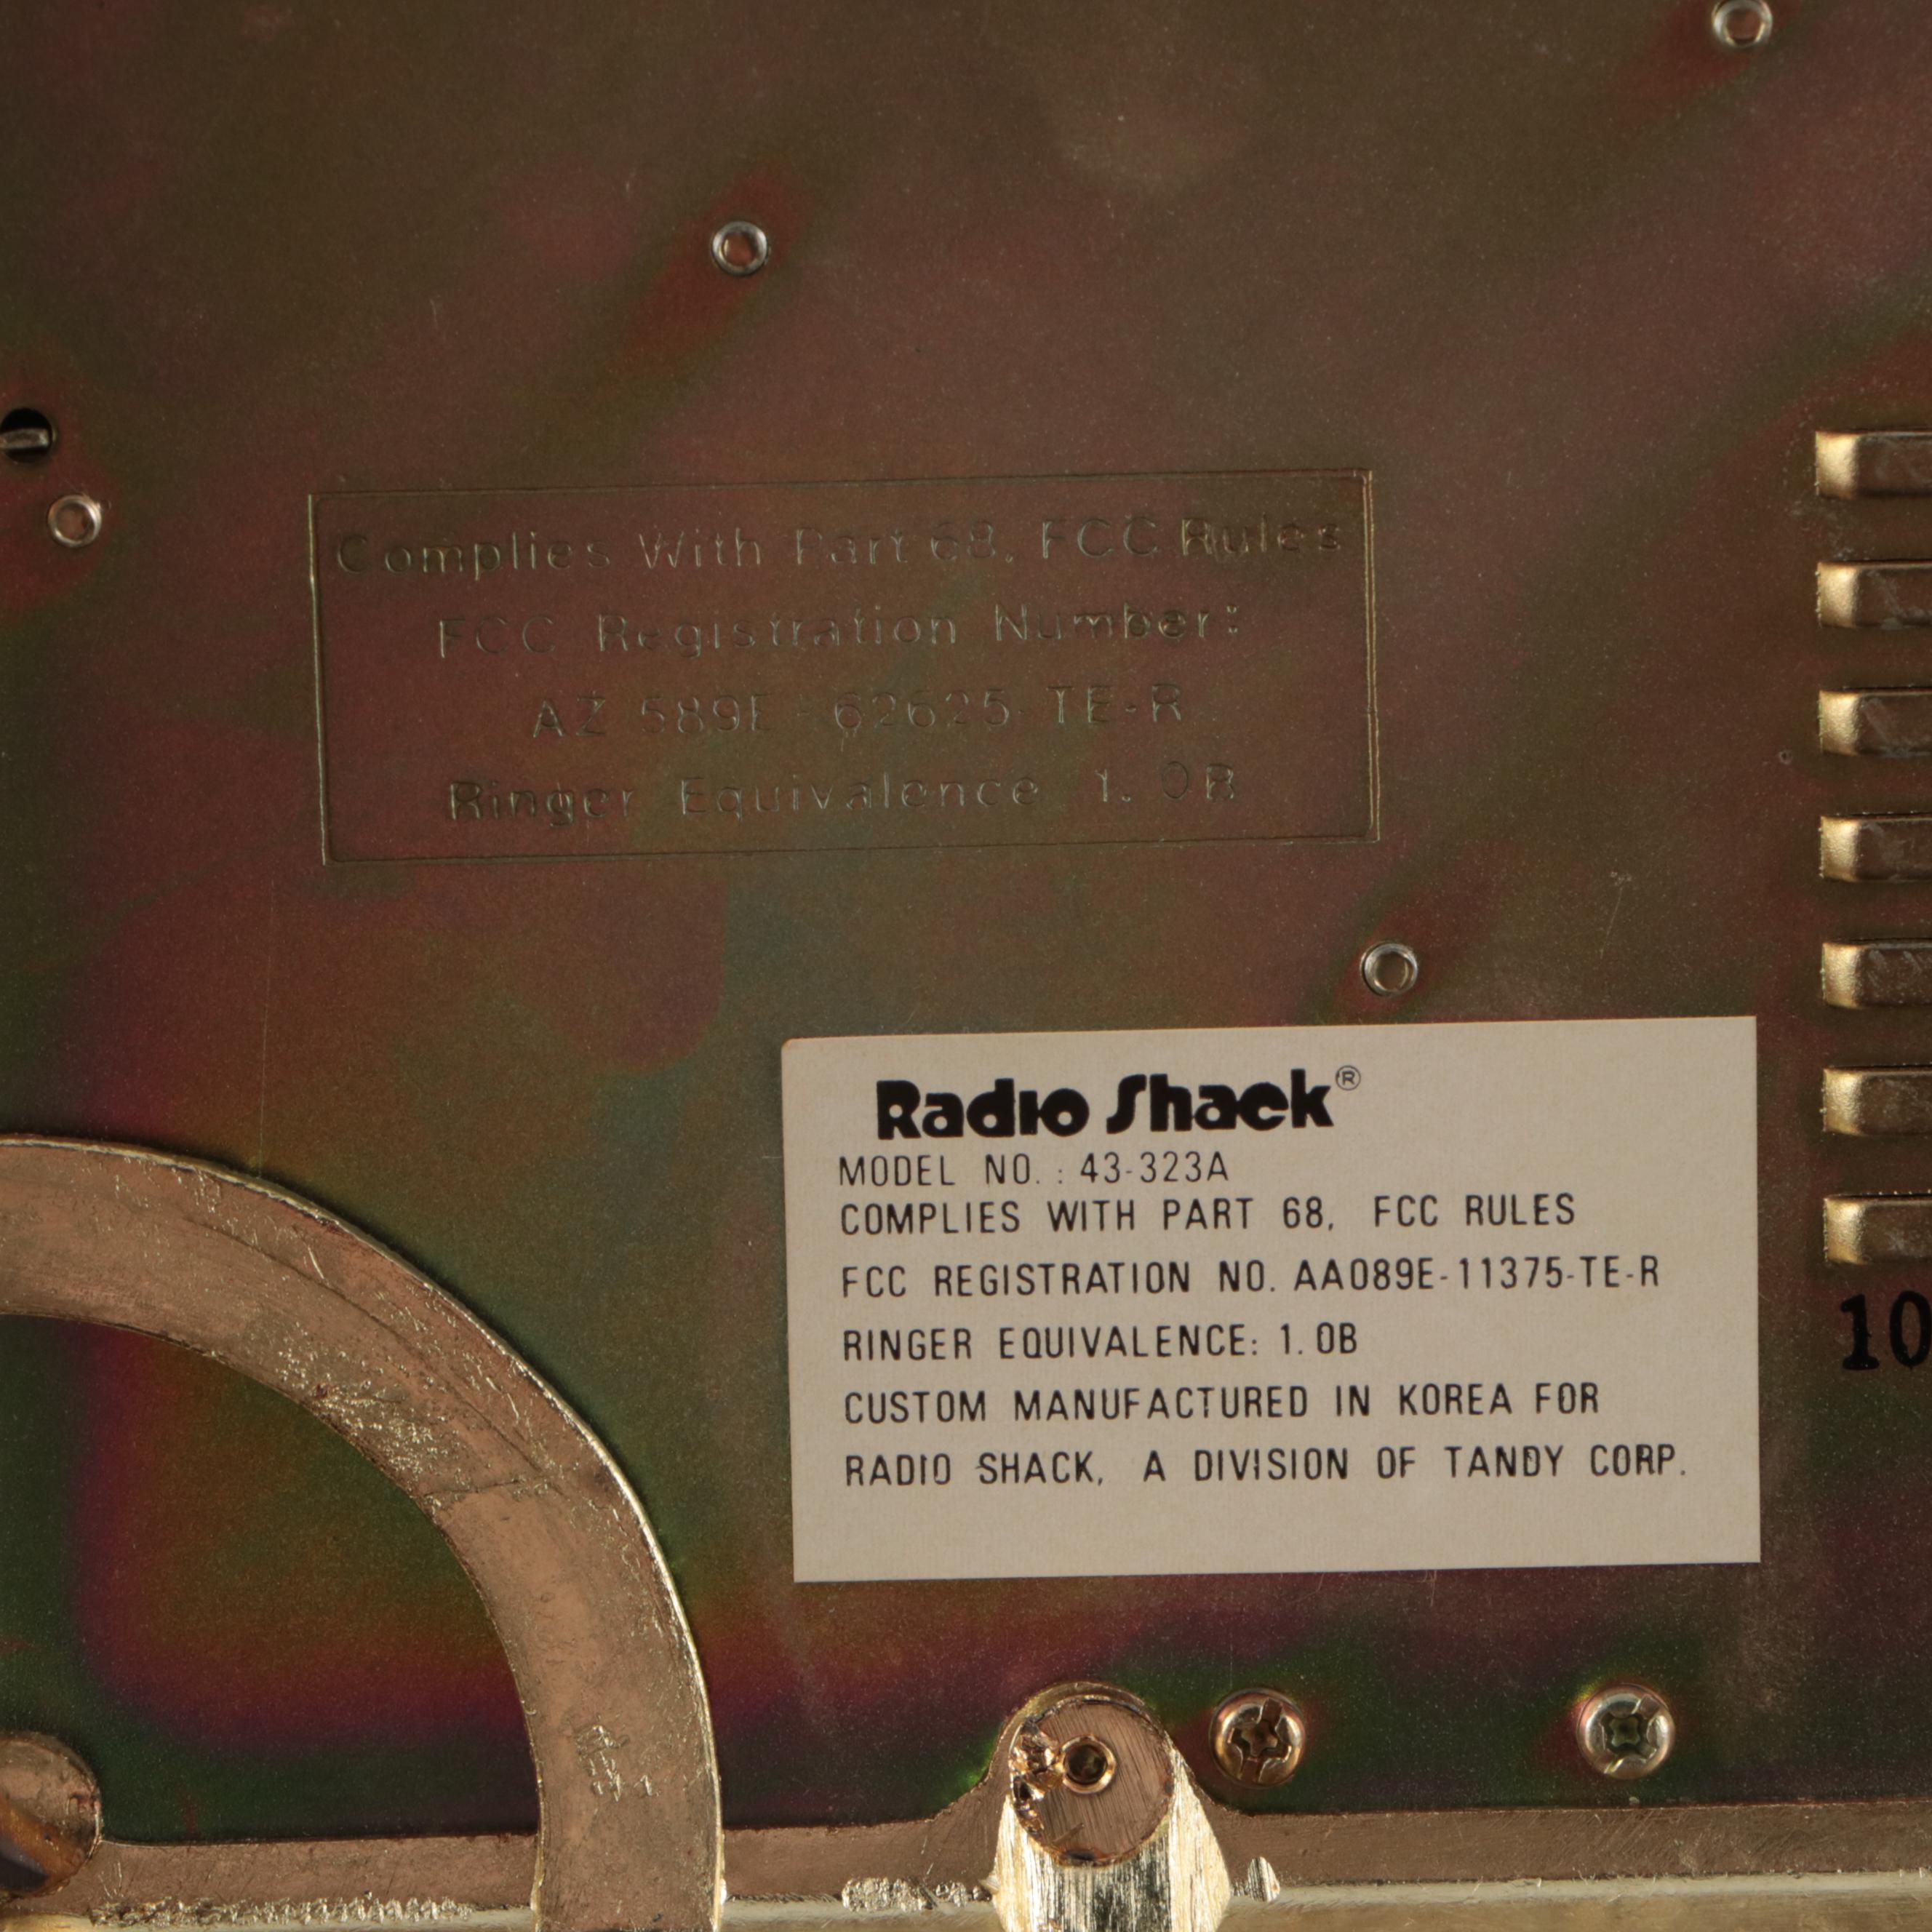 Complies With Part 68, FCC Rules
FCC Registration Number:
AZ 589E - 62625-TE-R
Ringer Equivalence 1.0B
Radio Shack®
MODEL NO.: 43-323A
COMPLIES WITH PART 68, FCC RULES
FCC REGISTRATION NO. AA089E-11375-TE-R
RINGER EQUIVALENCE: 1.0B
CUSTOM MANUFACTURED IN KOREA FOR
RADIO SHACK, A DIVISION OF TANDY CORP.
10